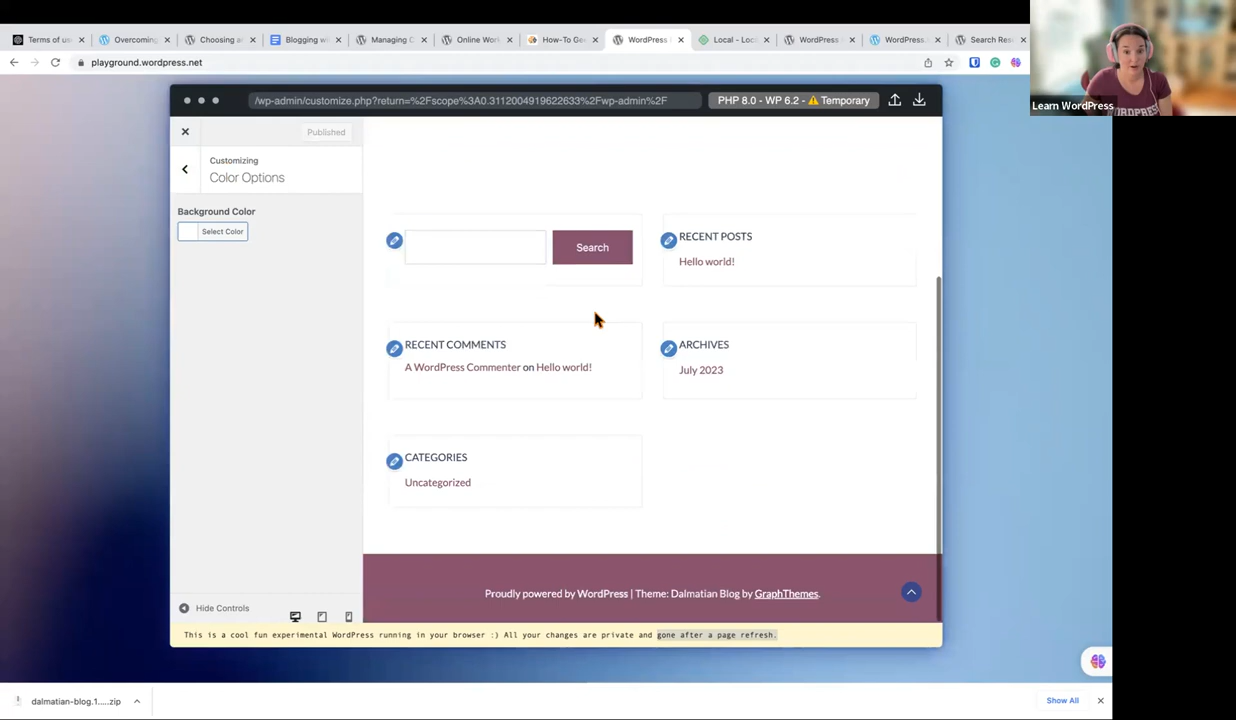 Terms of us
Overcoming
Choosing a
Blogging wi
Managing C
Online Wor
How-To Ge
WordPress
Local - Loc
WordPress
WordPress.
Search Res
playground.wordpress.net
Learn WordPress
/wp-admin/customize.php?return=%2Fscope%3A0.3112004919622633%2Fwp-admin%2F
PHP 8.0 - WP 6.2 - ⚠ Temporary
Published
Customizing
Color Options
Background Color
Select Color
Search
RECENT POSTS
Hello world!
RECENT COMMENTS
A WordPress Commenter on Hello world!
ARCHIVES
July 2023
CATEGORIES
Uncategorized
Proudly powered by WordPress | Theme: Dalmatian Blog by GraphThemes.
Hide Controls
This is a cool fun experimental WordPress running in your browser :) All your changes are private and gone after a page refresh.
dalmatian-blog.1.....zip
Show All